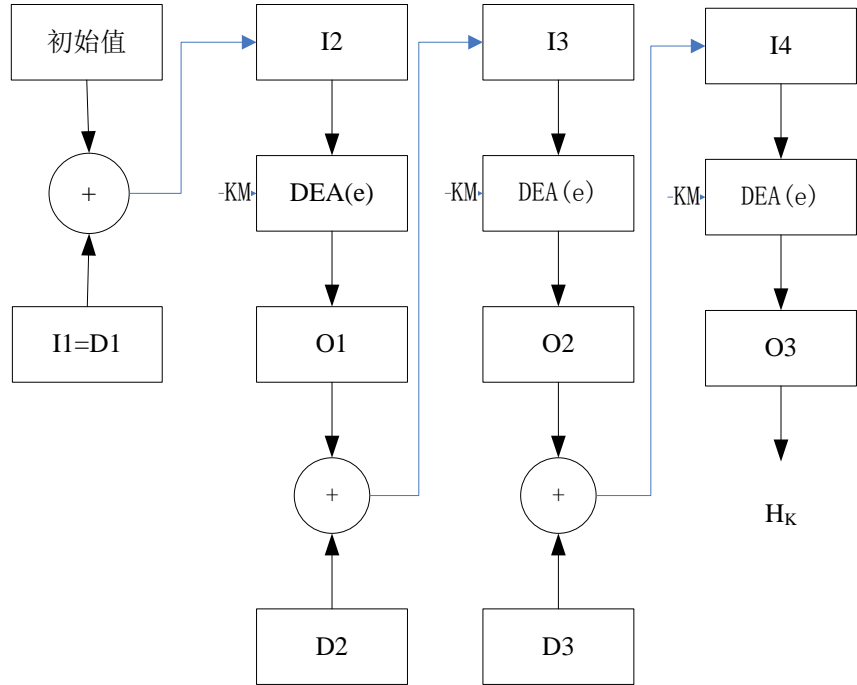 初始值
I2
I3
I4
+
-KM
DEA(e)
-KM
DEA(e)
-KM
DEA(e)
I1=D1
O1
O2
O3
+
+
HK
D2
D3